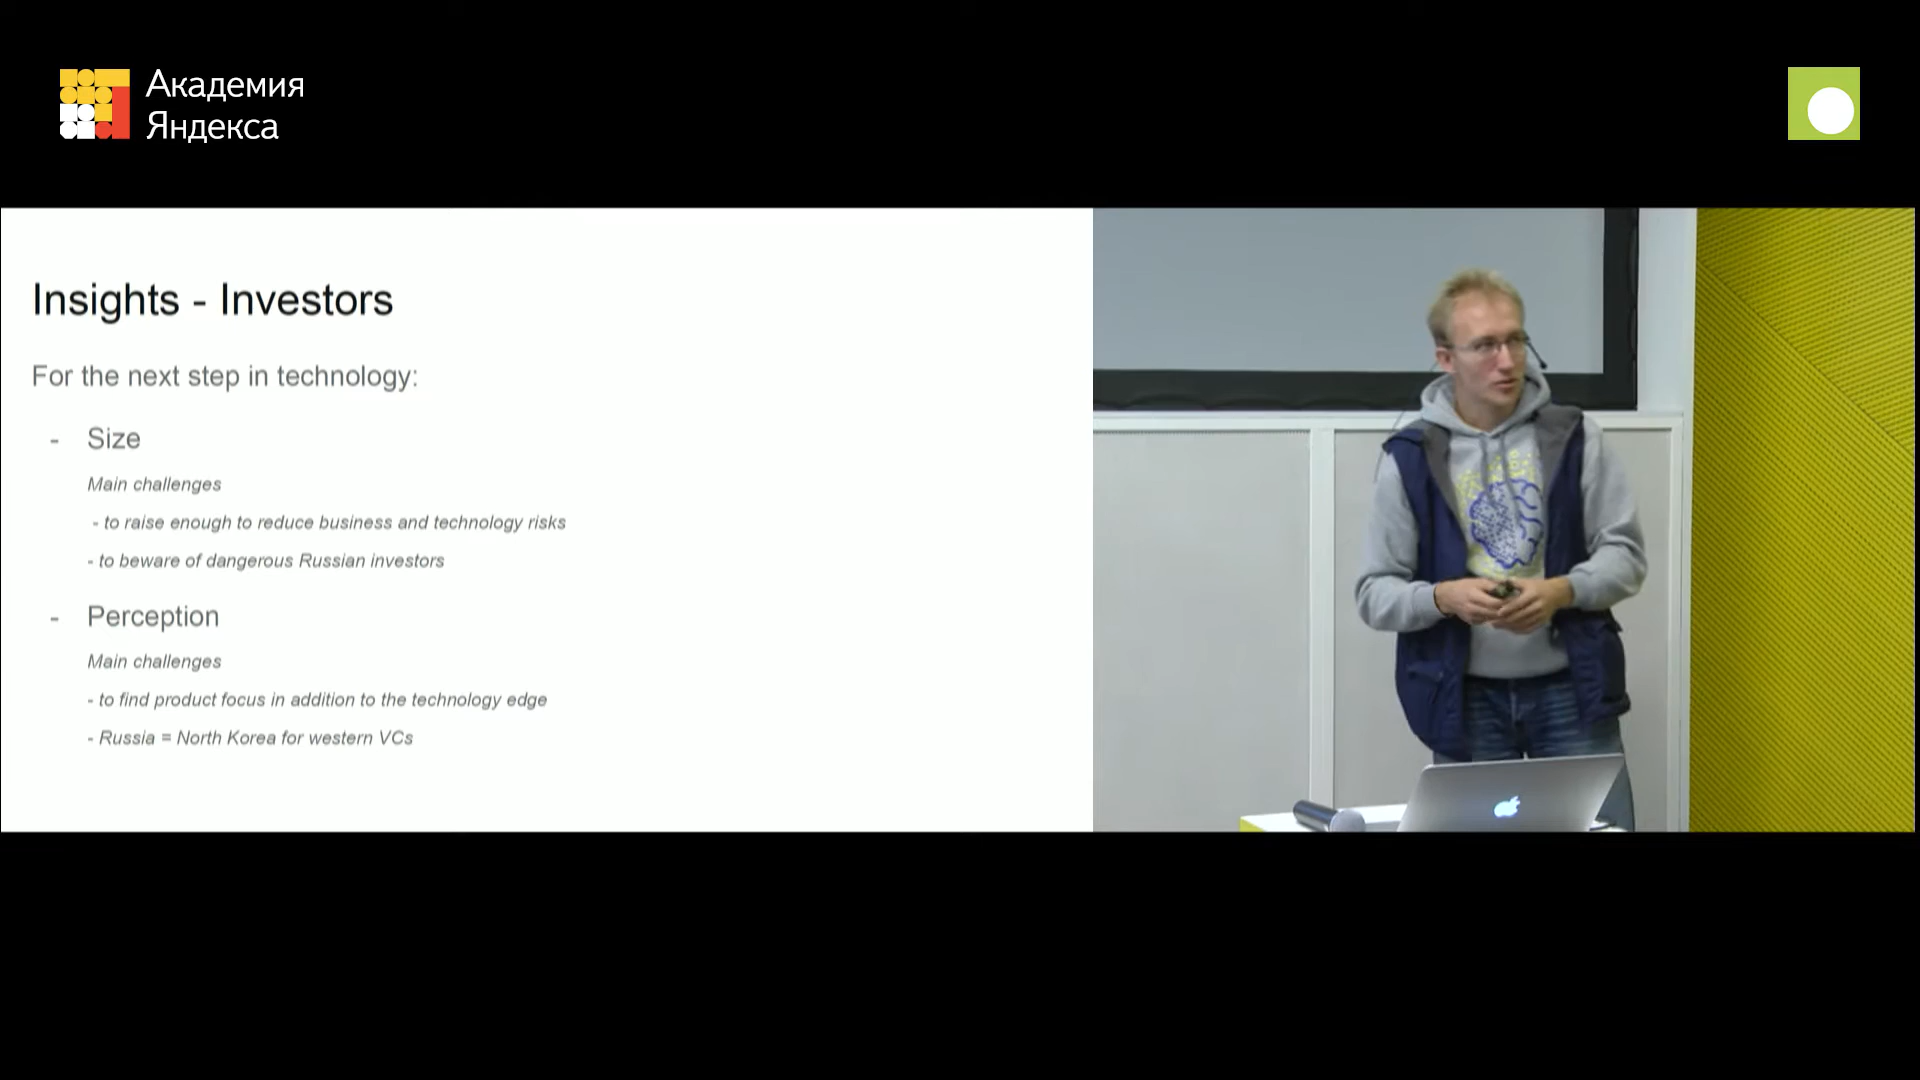 Академия
Яндекса
Insights - Investors
For the next step in technology:
- Size
Main challenges
- to raise enough to reduce business and technology risks
- to beware of dangerous Russian investors
- Perception
Main challenges
- to find product focus in addition to the technology edge
- Russia = North Korea for western VCs